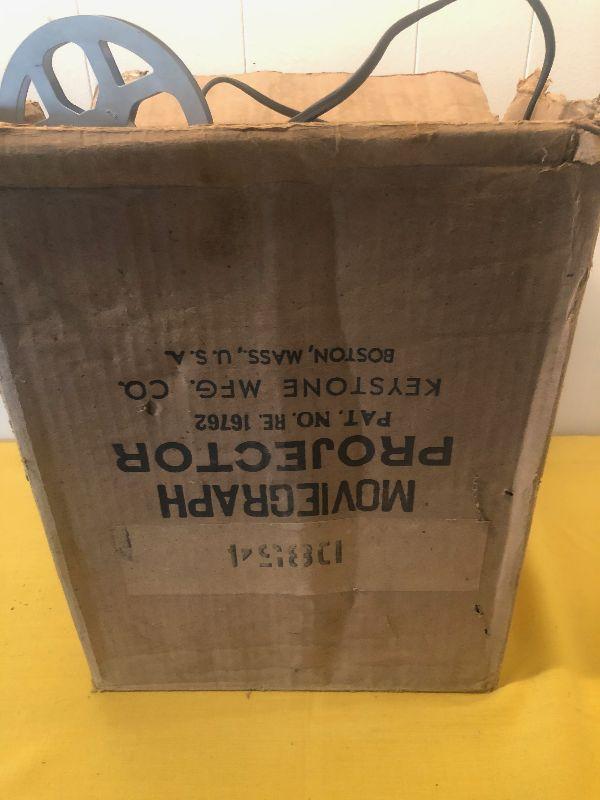 MOVIEGRAPH
PROJECTOR
PAT. NO. RE. 16762
KEYSTONE MFG. CO.
BOSTON, MASS., U. S. A.